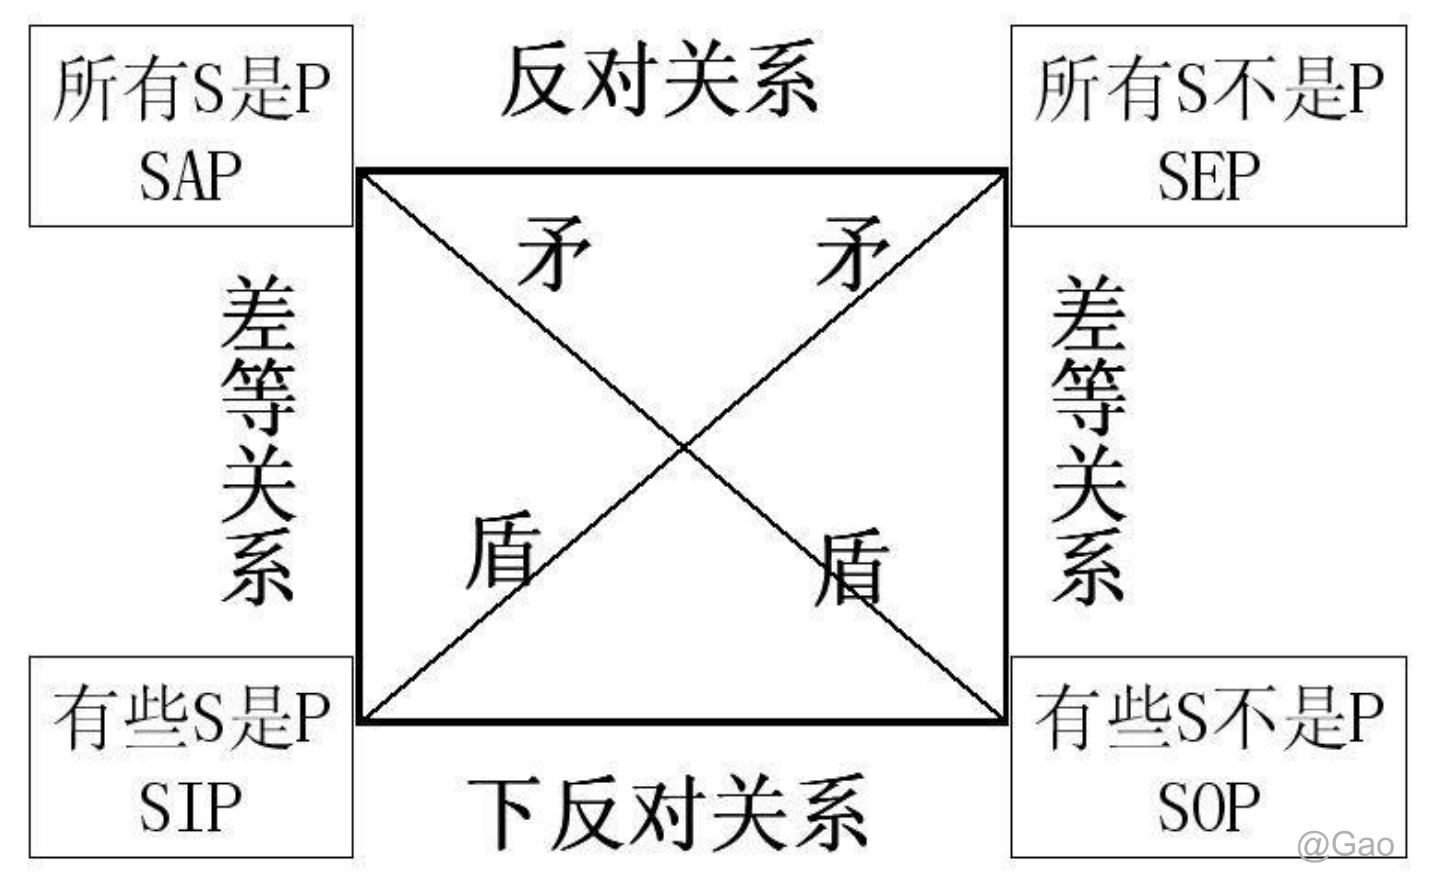 所有S是P
SAP
反对关系
所有S不是P
SEP
矛 矛
差等关系
差等关系
盾 盾
有些S是P
SIP
下反对关系
有些S不是P
SOP
@Gao